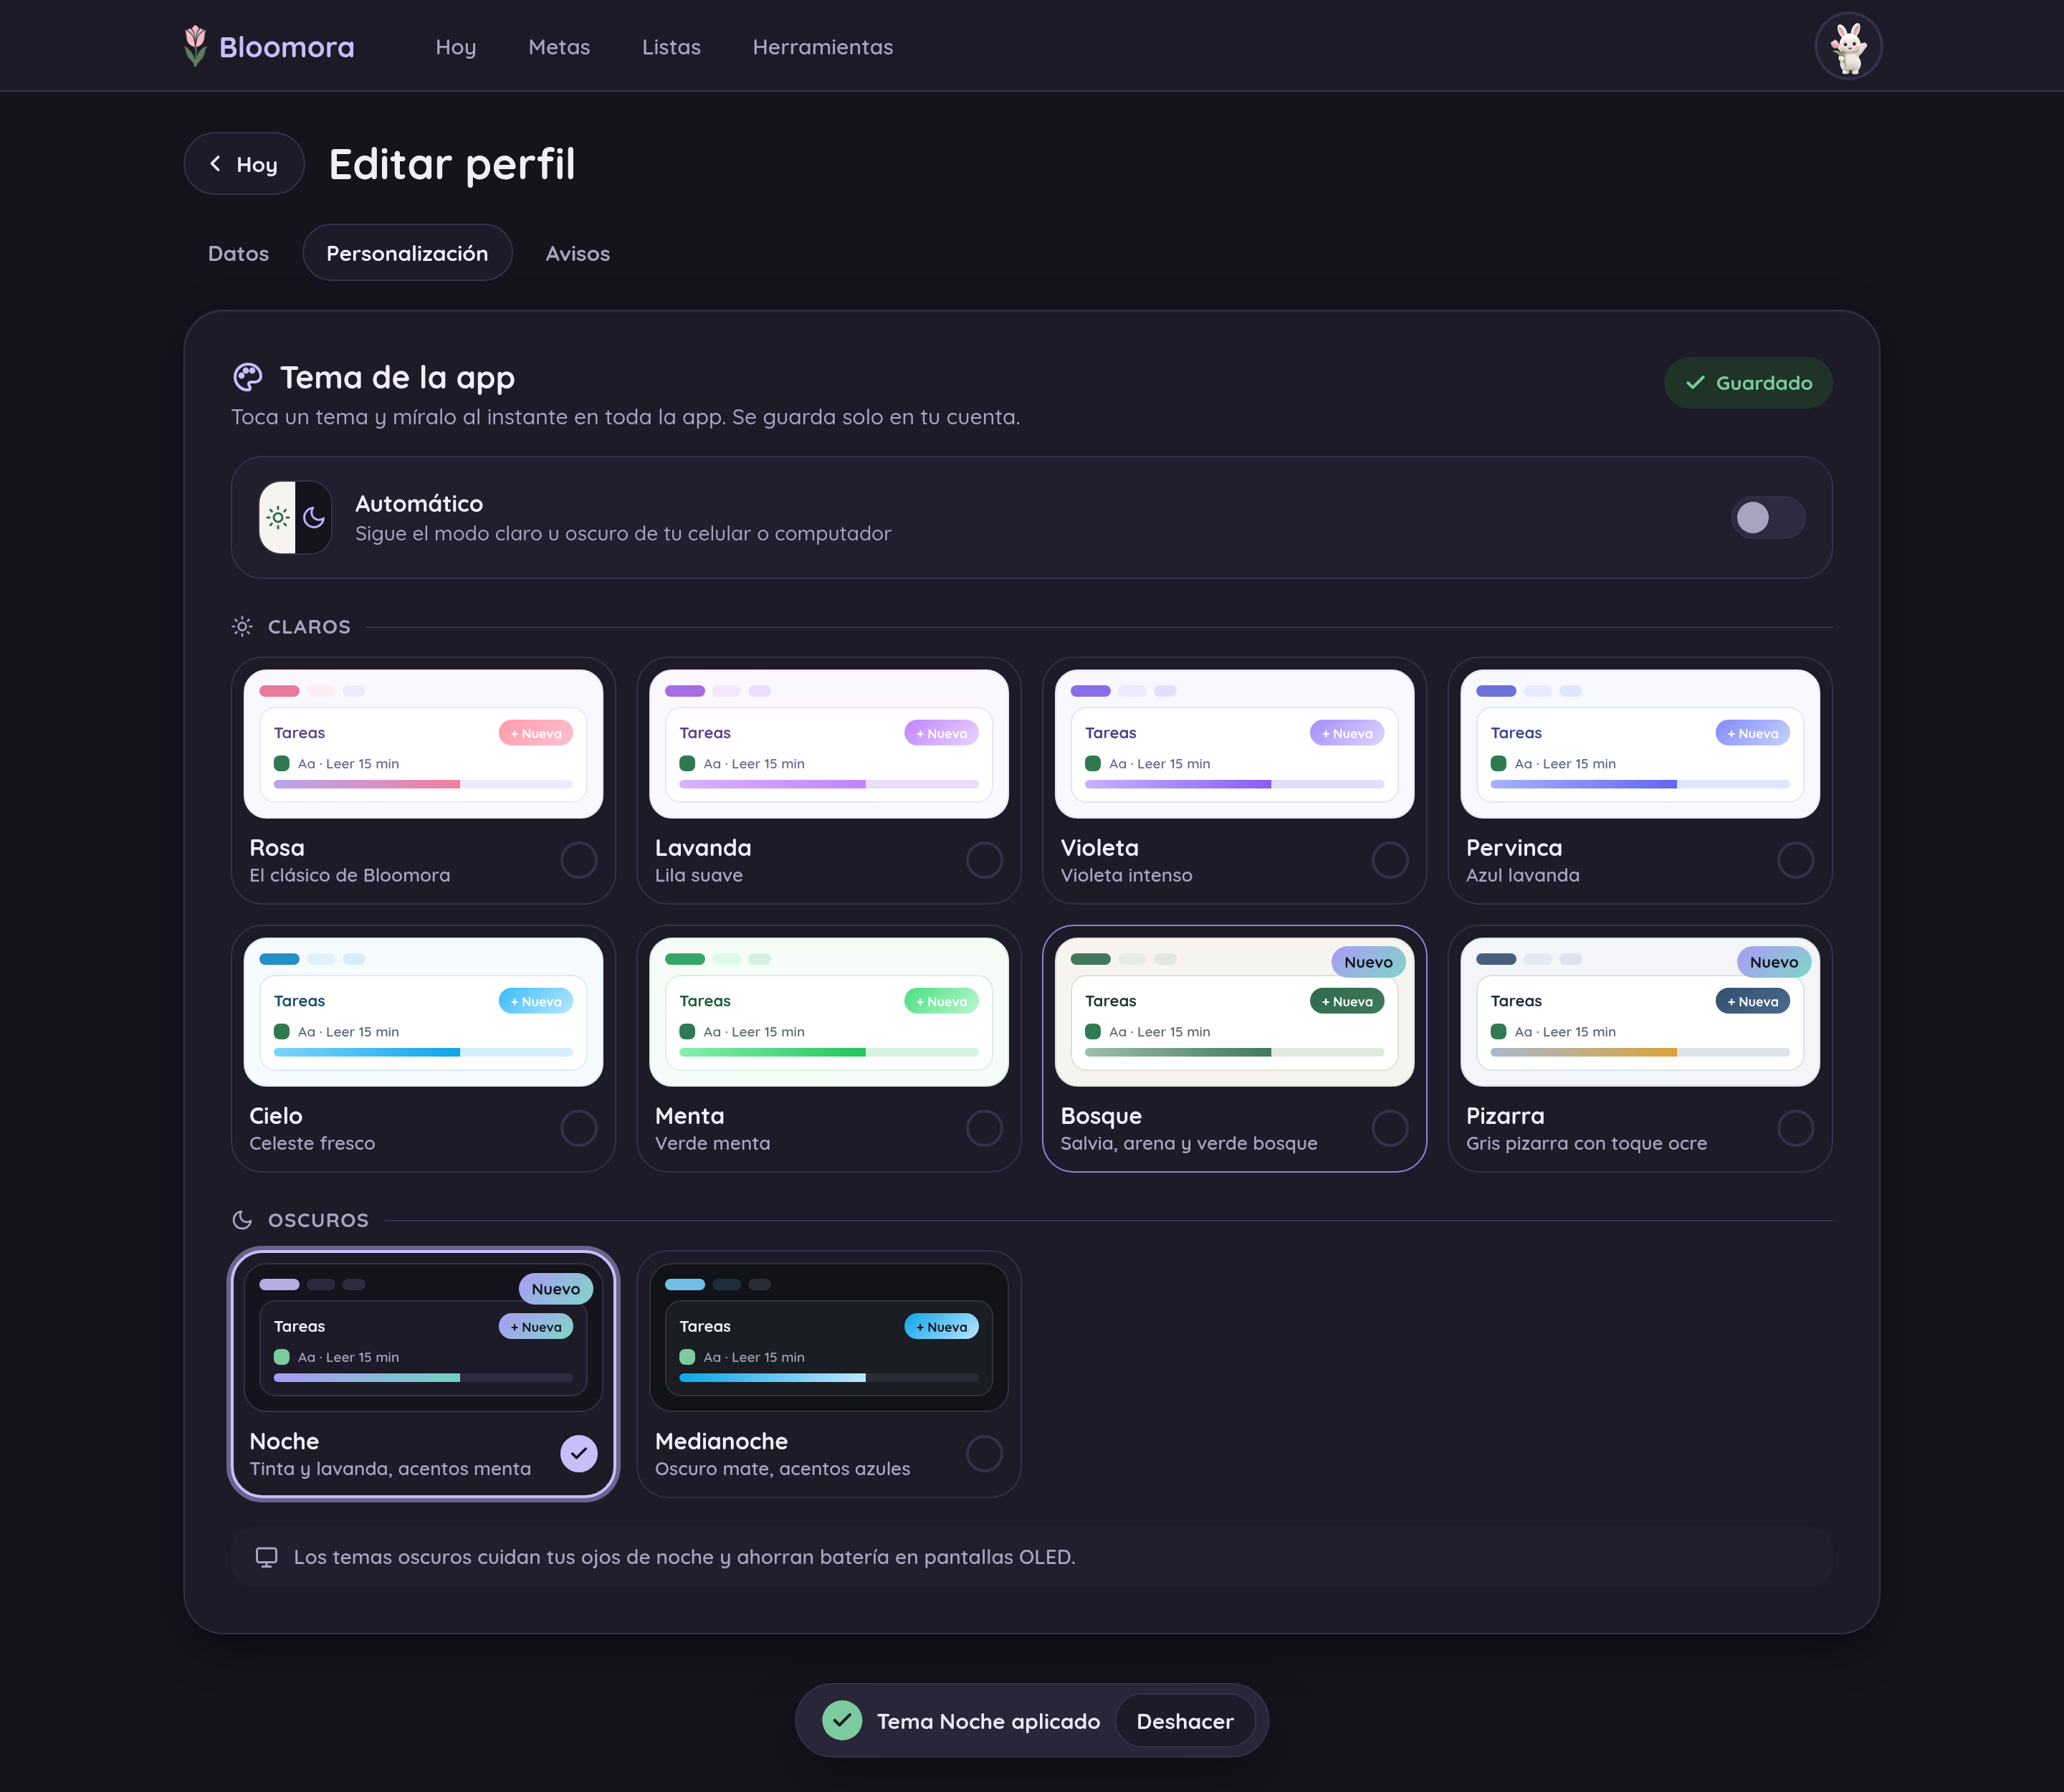 Bloomora
Hoy
Metas
Listas
Herramientas
Hoy
Editar perfil
Datos
Personalización
Avisos
Tema de la app
Guardado
Toca un tema y míralo al instante en toda la app. Se guarda solo en tu cuenta.
Automático
Sigue el modo claro u oscuro de tu celular o computador
CLAROS
Tareas
+ Nueva
Aa · Leer 15 min
Rosa
El clásico de Bloomora
Tareas
+ Nueva
Aa · Leer 15 min
Lavanda
Lila suave
Tareas
+ Nueva
Aa · Leer 15 min
Violeta
Violeta intenso
Tareas
+ Nueva
Aa · Leer 15 min
Pervinca
Azul lavanda
Tareas
+ Nueva
Aa · Leer 15 min
Cielo
Celeste fresco
Tareas
+ Nueva
Aa · Leer 15 min
Menta
Verde menta
Nuevo
Tareas
+ Nueva
Aa · Leer 15 min
Bosque
Salvia, arena y verde bosque
Nuevo
Tareas
+ Nueva
Aa · Leer 15 min
Pizarra
Gris pizarra con toque ocre
OSCUROS
Nuevo
Tareas
+ Nueva
Aa · Leer 15 min
Noche
Tinta y lavanda, acentos menta
Tareas
+ Nueva
Aa · Leer 15 min
Medianoche
Oscuro mate, acentos azules
Los temas oscuros cuidan tus ojos de noche y ahorran batería en pantallas OLED.
Tema Noche aplicado
Deshacer